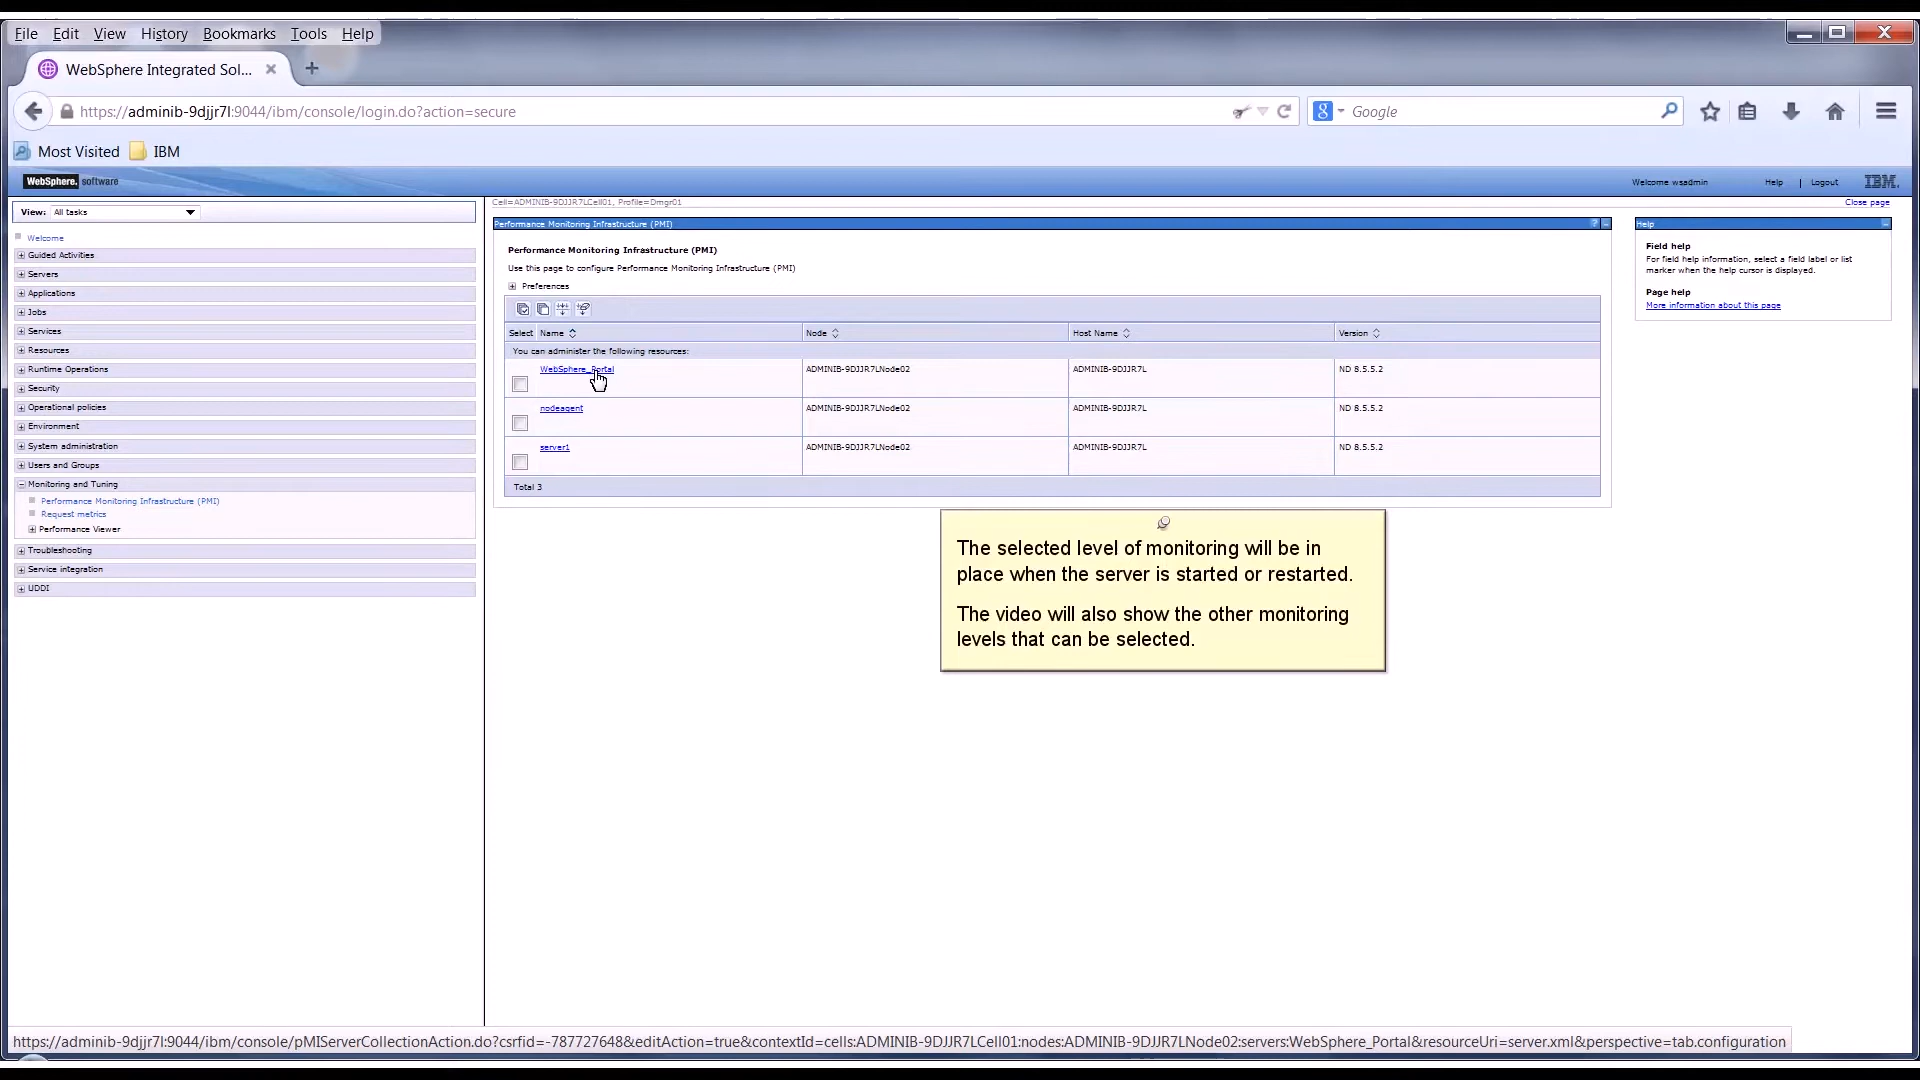 File Edit View History Bookmarks Tools Help
WebSphere Integrated Sol...
https://adminib-9djjr7l:9044/ibm/console/login.do?action=secure
Google
Most Visited IBM
WebSphere. software
Welcome wsadmin Help | Logout IBM.
View: All tasks
Cell=ADMINIB-9DJJR7LCell01, Profile=Dmgr01
Close page
Welcome
Guided Activities
Servers
Applications
Jobs
Services
Resources
Runtime Operations
Security
Operational policies
Environment
System administration
Users and Groups
Monitoring and Tuning
Performance Monitoring Infrastructure (PMI)
Request metrics
Performance Viewer
Troubleshooting
Service integration
UDDI
Performance Monitoring Infrastructure (PMI)
Performance Monitoring Infrastructure (PMI)
Use this page to configure Performance Monitoring Infrastructure (PMI)
Preferences
Select Name Node Host Name Version
You can administer the following resources:
WebSphere_Portal ADMINIB-9DJJR7LNode02 ADMINIB-9DJJR7L ND 8.5.5.2
nodeagent ADMINIB-9DJJR7LNode02 ADMINIB-9DJJR7L ND 8.5.5.2
server1 ADMINIB-9DJJR7LNode02 ADMINIB-9DJJR7L ND 8.5.5.2
Total 3
Help
Field help
For field help information, select a field label or list
marker when the help cursor is displayed.
Page help
More information about this page
The selected level of monitoring will be in
place when the server is started or restarted.
The video will also show the other monitoring
levels that can be selected.
https://adminib-9djjr7l:9044/ibm/console/pMIServerCollectionAction.do?csrfid=-787727648&editAction=true&contextId=cells:ADMINIB-9DJJR7LCell01:nodes:ADMINIB-9DJJR7LNode02:servers:WebSphere_Portal&resourceUri=server.xml&perspective=tab.configuration